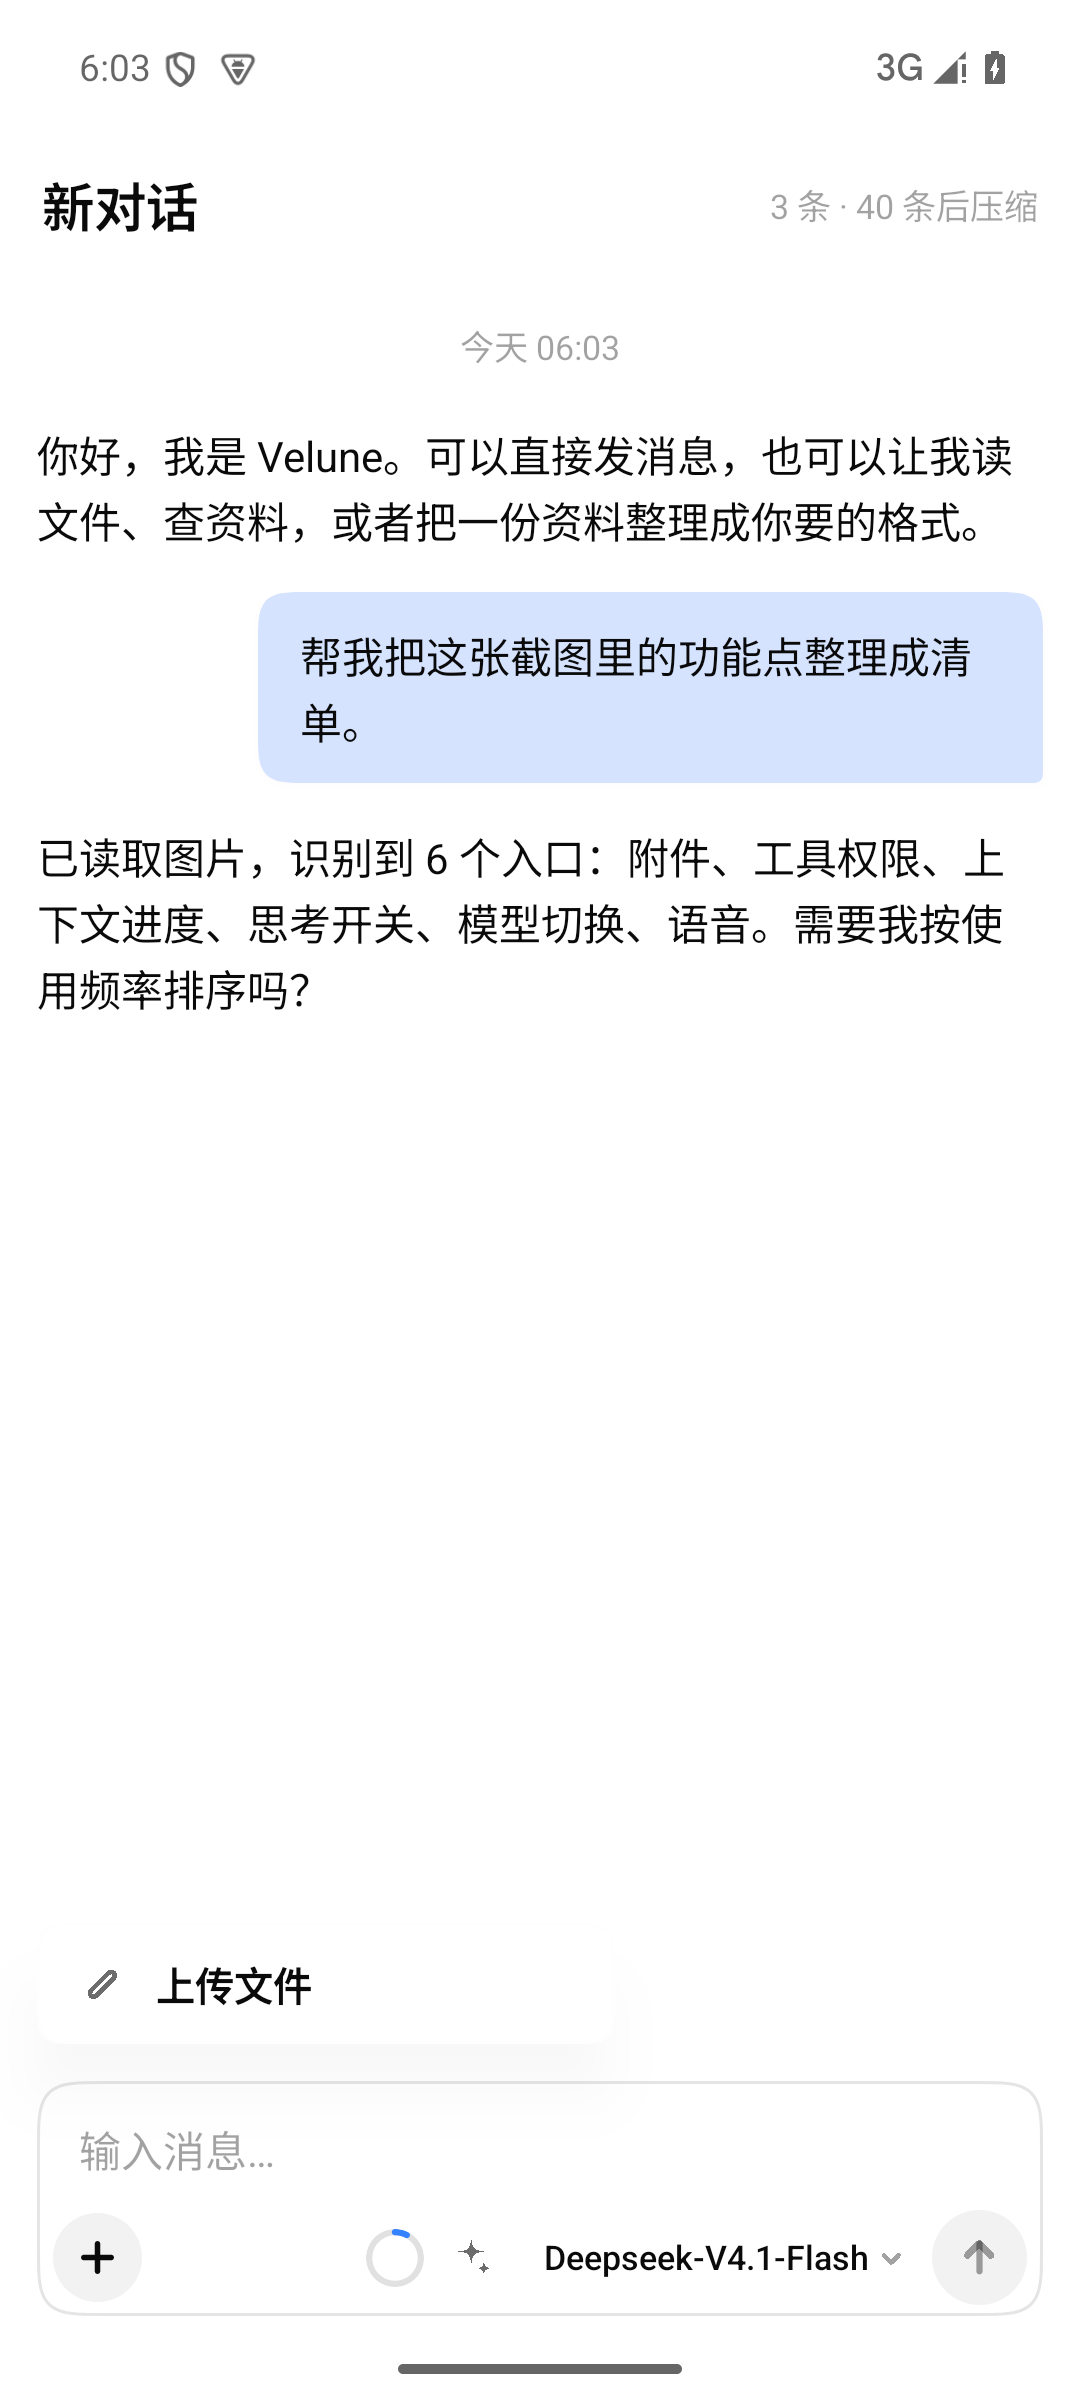 6:03
3G
新对话
3 条 · 40 条后压缩
今天 06:03
你好，我是 Velune。可以直接发消息，也可以让我读
文件、查资料，或者把一份资料整理成你要的格式。
帮我把这张截图里的功能点整理成清
单。
已读取图片，识别到 6 个入口：附件、工具权限、上
下文进度、思考开关、模型切换、语音。需要我按使
用频率排序吗？
上传文件
输入消息...
Deepseek-V4.1-Flash